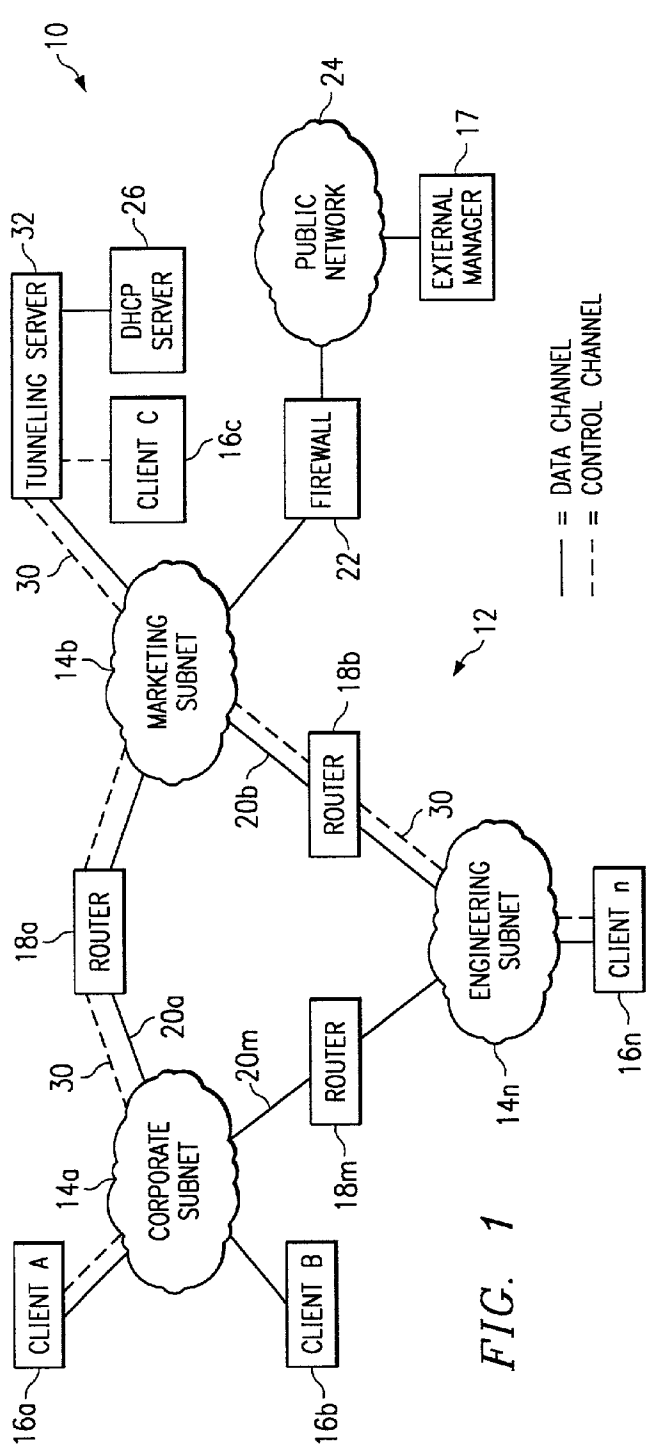 10
32
TUNNELING SERVER
26
DHCP
SERVER
CLIENT C
16c
24
PUBLIC
NETWORK
17
EXTERNAL
MANAGER
FIREWALL
22
30
14b
MARKETING
SUBNET
18a
ROUTER
20a
30
14a
CORPORATE
SUBNET
16a
CLIENT A
16b
CLIENT B
20m
ROUTER
18m
20b
18b
ROUTER
30
12
ENGINEERING
SUBNET
14n
CLIENT n
16n
— = DATA CHANNEL
--- = CONTROL CHANNEL
FIG. 1